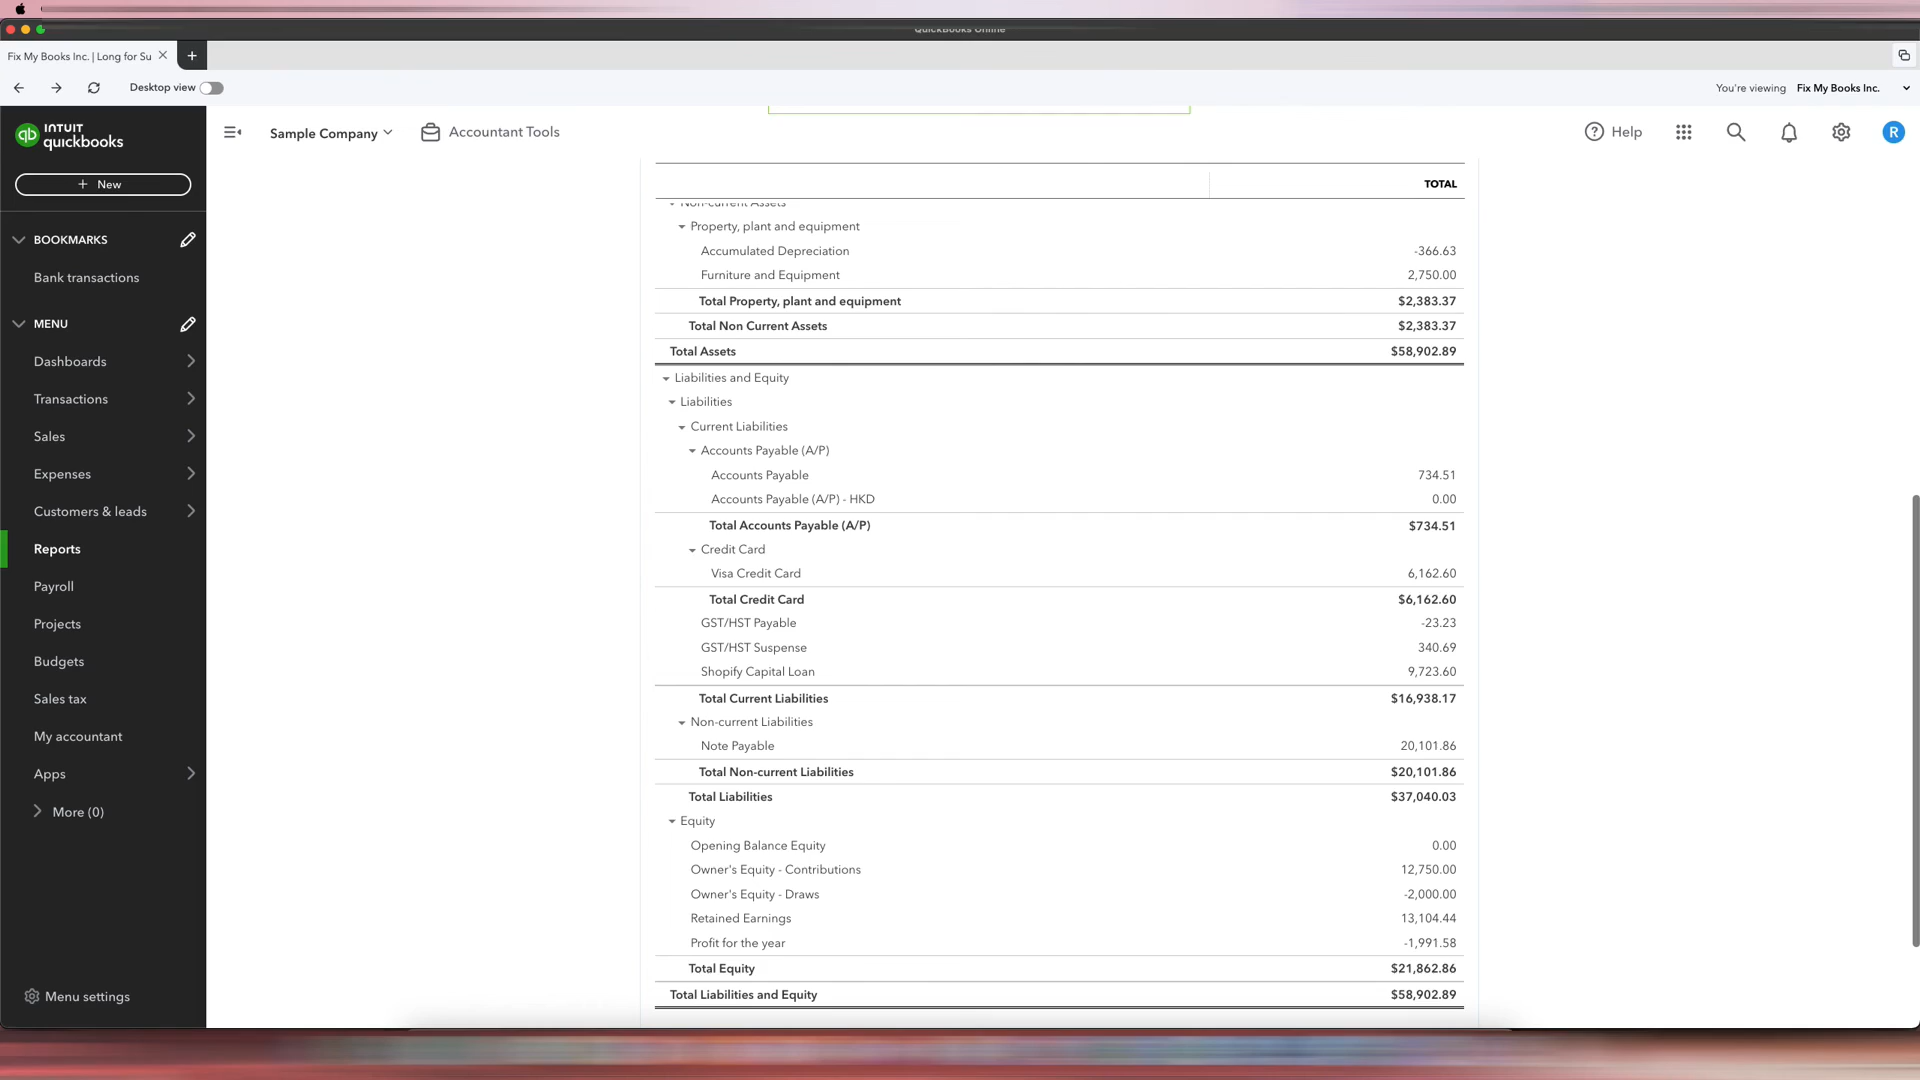 QuickBooks Online
Fix My Books Inc. | Long for Su
Desktop view
You're viewing Fix My Books Inc.
INTUIT
quickbooks
Sample Company
Accountant Tools
Help
R
+ New
BOOKMARKS
Bank transactions
MENU
Dashboards
Transactions
Sales
Expenses
Customers & leads
Reports
Payroll
Projects
Budgets
Sales tax
My accountant
Apps
More (0)
Menu settings
TOTAL
Non-current Assets
Property, plant and equipment
Accumulated Depreciation -366.63
Furniture and Equipment 2,750.00
Total Property, plant and equipment $2,383.37
Total Non Current Assets $2,383.37
Total Assets $58,902.89
Liabilities and Equity
Liabilities
Current Liabilities
Accounts Payable (A/P)
Accounts Payable 734.51
Accounts Payable (A/P) - HKD 0.00
Total Accounts Payable (A/P) $734.51
Credit Card
Visa Credit Card 6,162.60
Total Credit Card $6,162.60
GST/HST Payable -23.23
GST/HST Suspense 340.69
Shopify Capital Loan 9,723.60
Total Current Liabilities $16,938.17
Non-current Liabilities
Note Payable 20,101.86
Total Non-current Liabilities $20,101.86
Total Liabilities $37,040.03
Equity
Opening Balance Equity 0.00
Owner's Equity - Contributions 12,750.00
Owner's Equity - Draws -2,000.00
Retained Earnings 13,104.44
Profit for the year -1,991.58
Total Equity $21,862.86
Total Liabilities and Equity $58,902.89